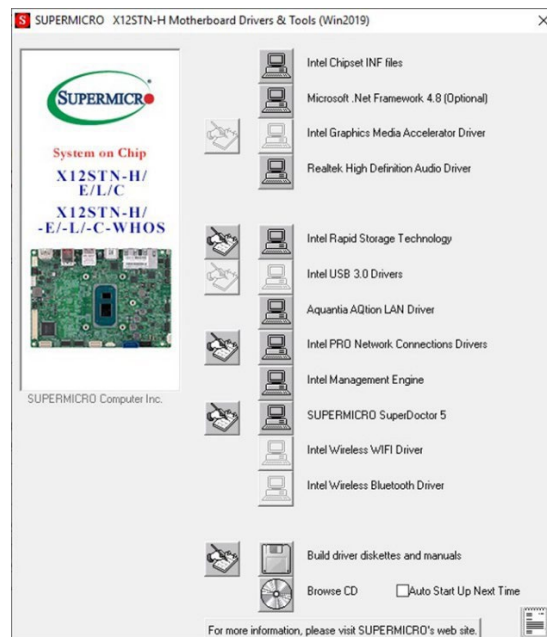 S SUPERMICRO X12STN-H Motherboard Drivers & Tools (Win2019)
SUPERMICRO
System on Chip
X12STN-H/
E/L/C
X12STN-H/
-E/-L/-C-WHOS
SUPERMICRO Computer Inc.
Intel Chipset INF files
Microsoft .Net Framework 4.8 (Optional)
Intel Graphics Media Accelerator Driver
Realtek High Definition Audio Driver
Intel Rapid Storage Technology
Intel USB 3.0 Drivers
Aquantia AQtion LAN Driver
Intel PRO Network Connections Drivers
Intel Management Engine
SUPERMICRO SuperDoctor 5
Intel Wireless WIFI Driver
Intel Wireless Bluetooth Driver
Build driver diskettes and manuals
Browse CD
Auto Start Up Next Time
For more information, please visit SUPERMICRO's web site.